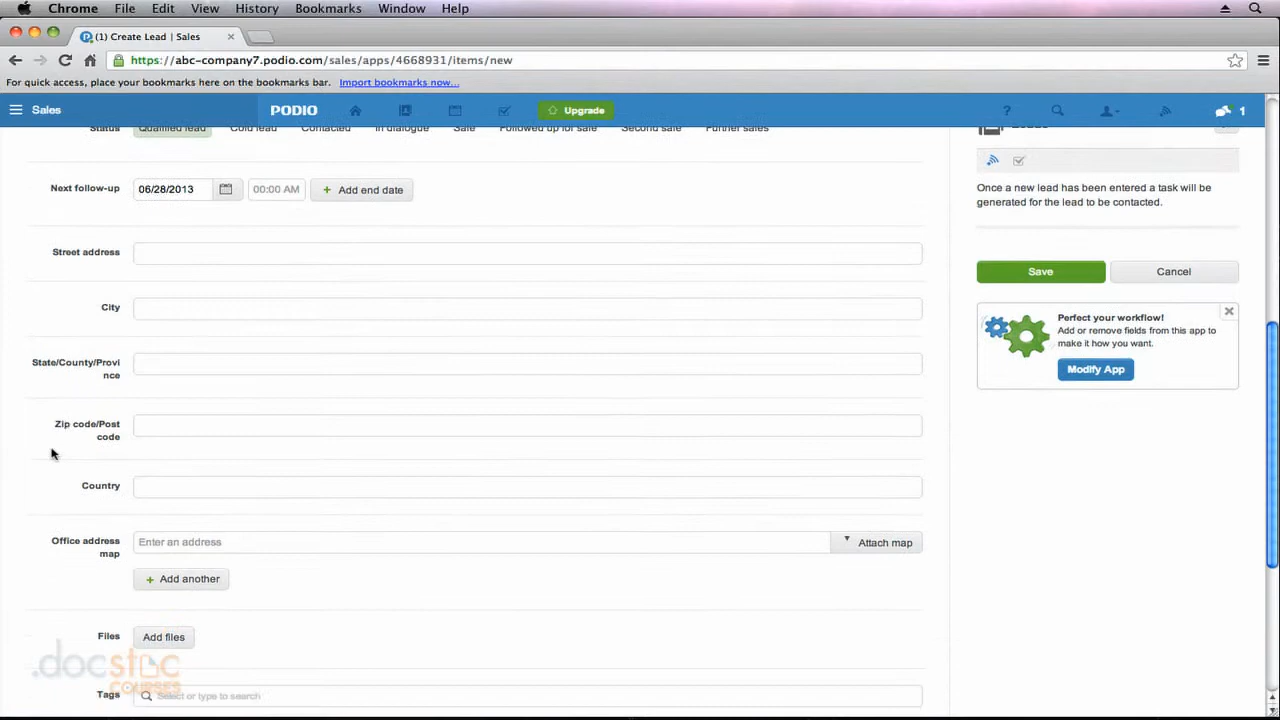 Chrome File Edit View History Bookmarks Window Help
(1) Create Lead | Sales
https://abc-company7.podio.com/sales/apps/4668931/items/new
For quick access, place your bookmarks here on the bookmarks bar. Import bookmarks now...
Sales PODIO Upgrade ? 1
Status Qualified lead Cold lead Contacted In dialogue Sale Followed up for sale Second sale Further sales
Next follow-up 06/28/2013 00:00 AM + Add end date
Once a new lead has been entered a task will be
generated for the lead to be contacted.
Street address
Save Cancel
City
Perfect your workflow!
Add or remove fields from this app to
make it how you want.
Modify App
State/County/Provi
nce
Zip code/Post
code
Country
Office address
map
Enter an address Attach map
+ Add another
Files Add files
.docstoc
COURSES
Tags Select or type to search